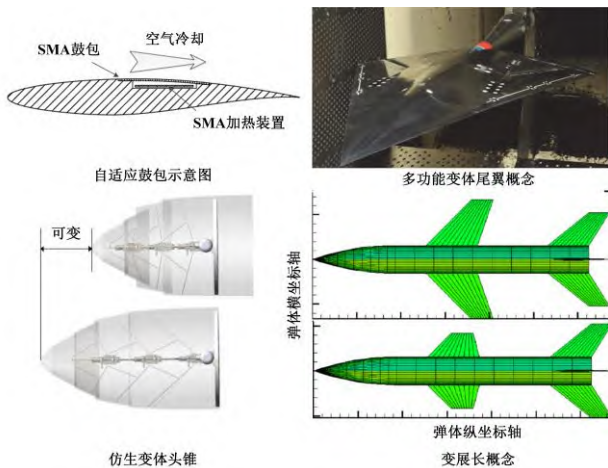 空气冷却
SMA鼓包
SMA加热装置
自适应鼓包示意图
多功能变体尾翼概念
可变
弹体横坐标轴
弹体纵坐标轴
仿生变体头锥
变展长概念